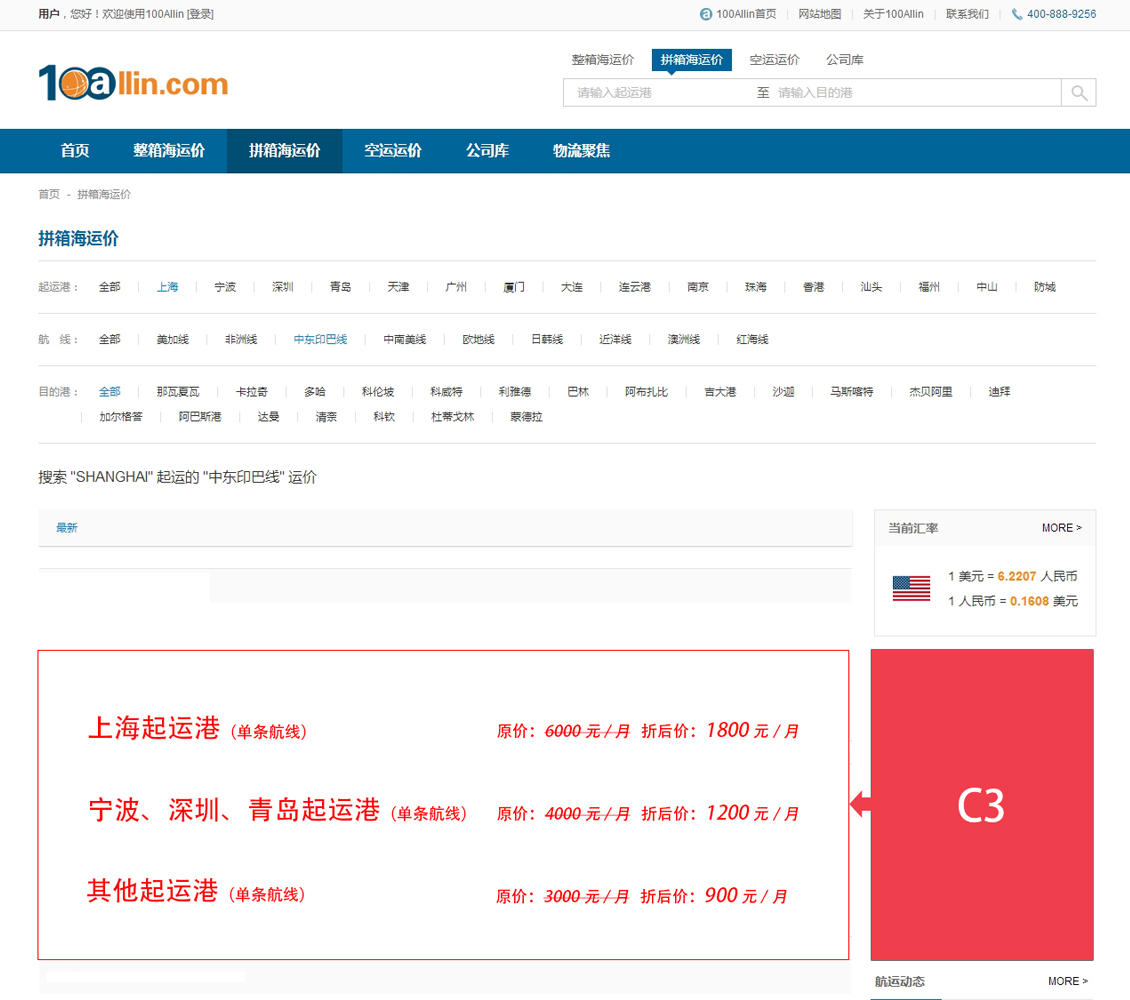 用户，您好！欢迎使用100Allin [登录]
100Allin首页 网站地图 关于100Allin 联系我们 400-888-9256
整箱海运价 拼箱海运价 空运运价 公司库
100allin.com
请输入起运港 至 请输入目的港
首页 整箱海运价 拼箱海运价 空运运价 公司库 物流聚焦
首页 - 拼箱海运价
拼箱海运价
起运港： 全部 上海 宁波 深圳 青岛 天津 广州 厦门 大连 连云港 南京 珠海 香港 汕头 福州 中山 防城
航 线： 全部 美加线 非洲线 中东印巴线 中南美线 欧地线 日韩线 近洋线 澳洲线 红海线
目的港： 全部 那瓦夏瓦 卡拉奇 多哈 科伦坡 科威特 利雅德 巴林 阿布扎比 吉大港 沙迦 马斯喀特 杰贝阿里 迪拜
加尔格答 阿巴斯港 达曼 清奈 科钦 杜蒂戈林 蒙德拉
搜索 "SHANGHAI" 起运的 "中东印巴线" 运价
最新
当前汇率 MORE >
1 美元 = 6.2207 人民币
1 人民币 = 0.1608 美元
上海起运港（单条航线） 原价：6000 元 / 月 折后价：1800 元 / 月
宁波、深圳、青岛起运港（单条航线） 原价：4000 元 / 月 折后价：1200 元 / 月
其他起运港（单条航线） 原价：3000 元 / 月 折后价：900 元 / 月
C3
航运动态 MORE >